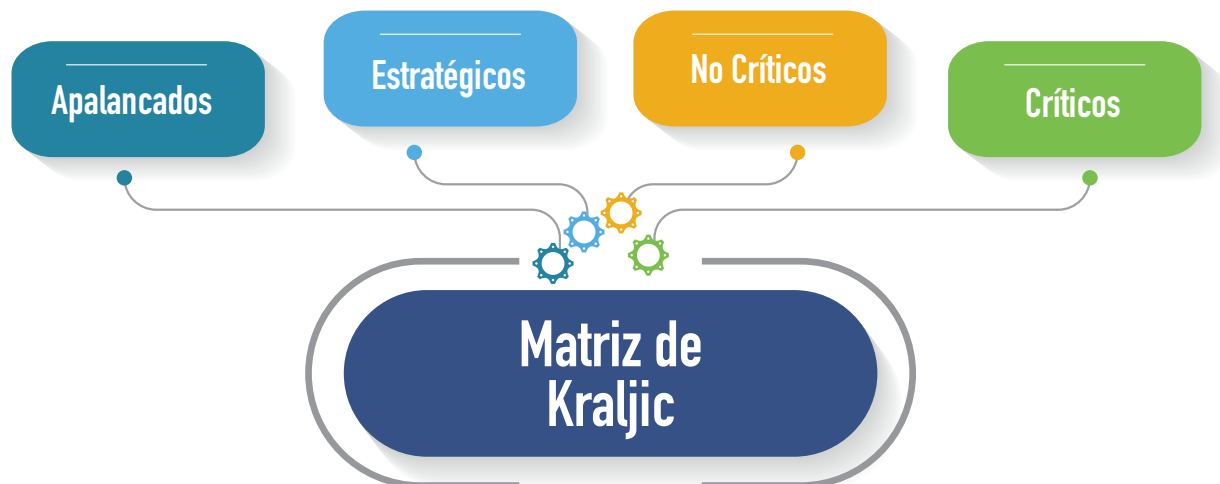 Apalancados
Estratégicos
No Críticos
Críticos
Matriz de
Kraljic